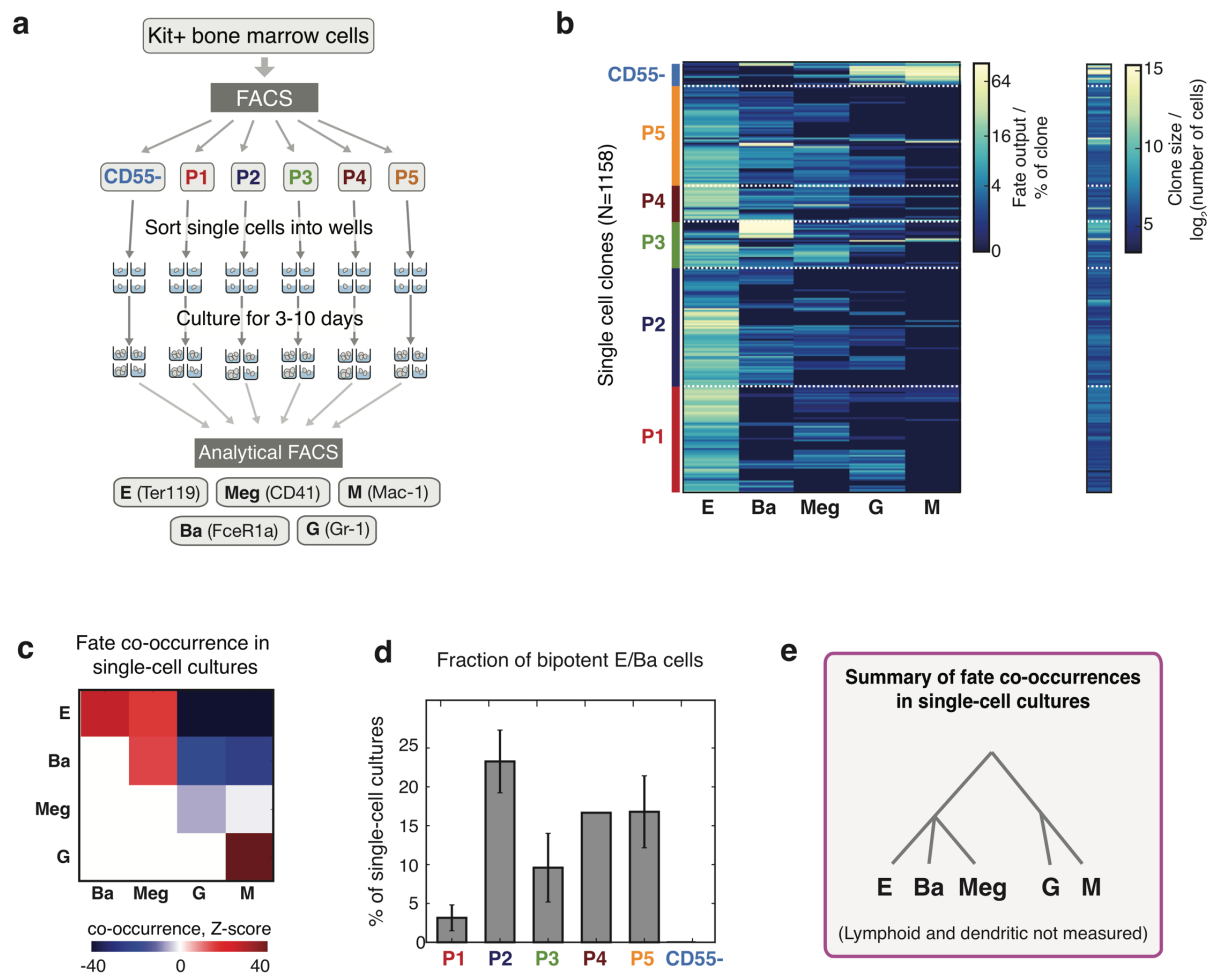 a
Kit+ bone marrow cells
FACS
CD55- P1 P2 P3 P4 P5
Sort single cells into wells
Culture for 3-10 days
Analytical FACS
E (Ter119) Meg (CD41) M (Mac-1)
Ba (FceR1a) G (Gr-1)
b
Single cell clones (N=1158)
CD55-
P5
P4
P3
P2
P1
E Ba Meg G M
64
16
4
0
Fate output /
% of clone
15
10
5
Clone size /
log₂(number of cells)
c
Fate co-occurrence in
single-cell cultures
E
Ba
Meg
G
Ba Meg G M
co-occurrence, Z-score
-40 0 40
d
Fraction of bipotent E/Ba cells
% of single-cell cultures
25
20
15
10
5
0
P1 P2 P3 P4 P5 CD55-
e
Summary of fate co-occurrences
in single-cell cultures
E Ba Meg G M
(Lymphoid and dendritic not measured)